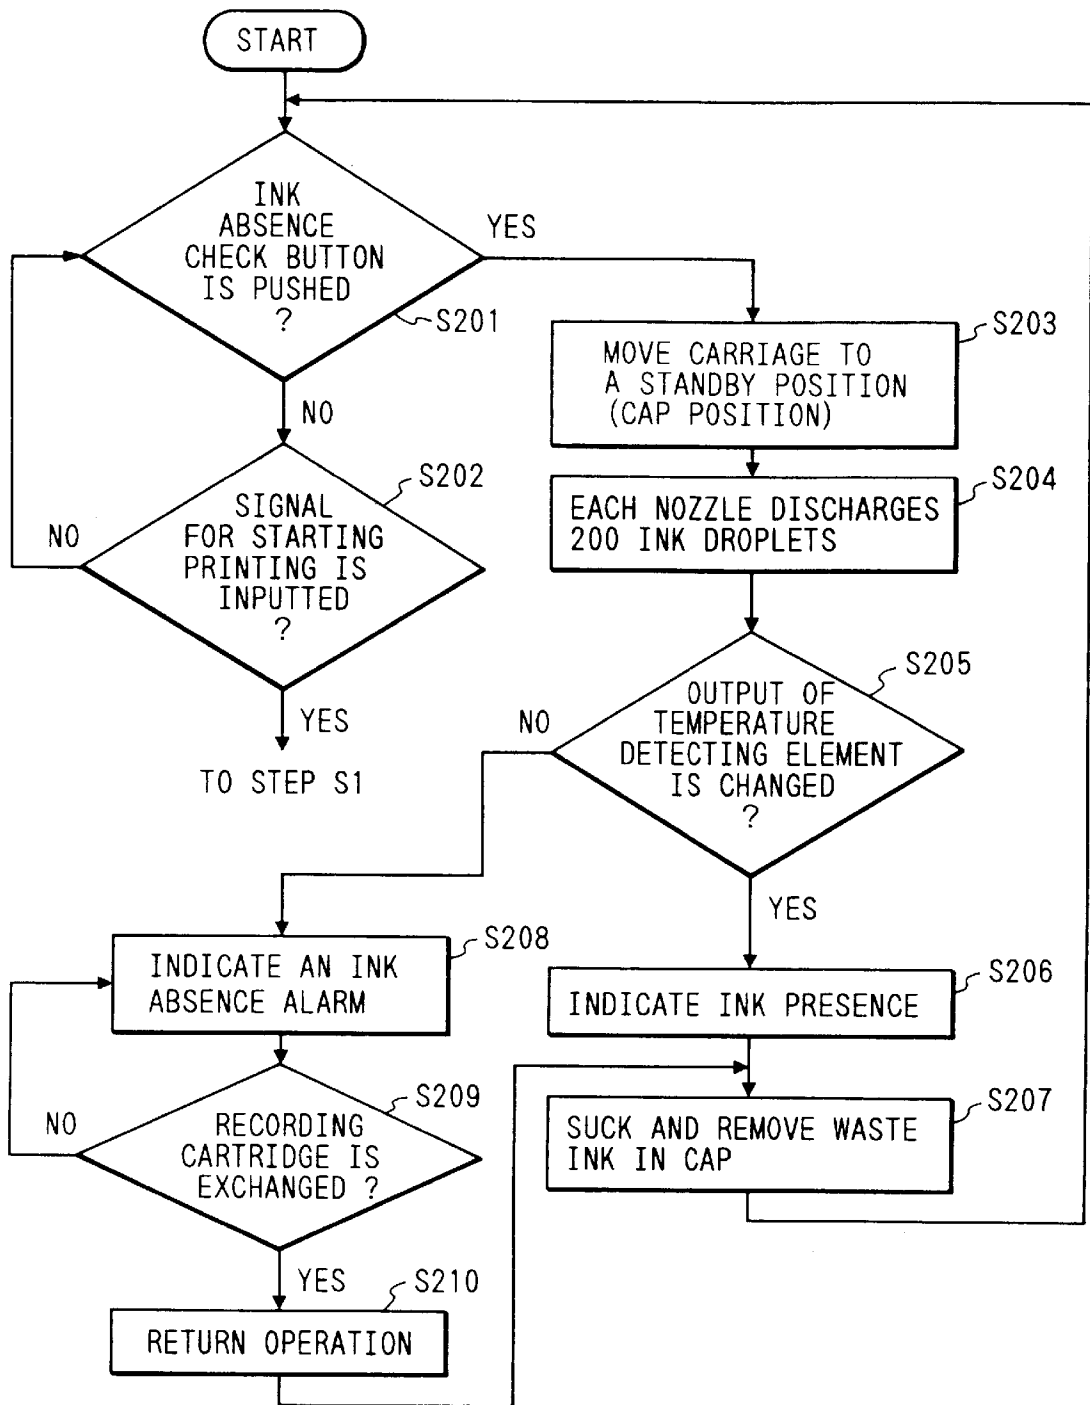 START
INK
ABSENCE
CHECK BUTTON
IS PUSHED
?
YES
S201
NO
SIGNAL
FOR STARTING
PRINTING IS
INPUTTED
?
S202
NO
YES
TO STEP S1
MOVE CARRIAGE TO
A STANDBY POSITION
(CAP POSITION)
S203
EACH NOZZLE DISCHARGES
200 INK DROPLETS
S204
OUTPUT OF
TEMPERATURE
DETECTING ELEMENT
IS CHANGED
?
S205
NO
YES
INDICATE INK PRESENCE
S206
SUCK AND REMOVE WASTE
INK IN CAP
S207
INDICATE AN INK
ABSENCE ALARM
S208
RECORDING
CARTRIDGE IS
EXCHANGED ?
S209
NO
YES
RETURN OPERATION
S210